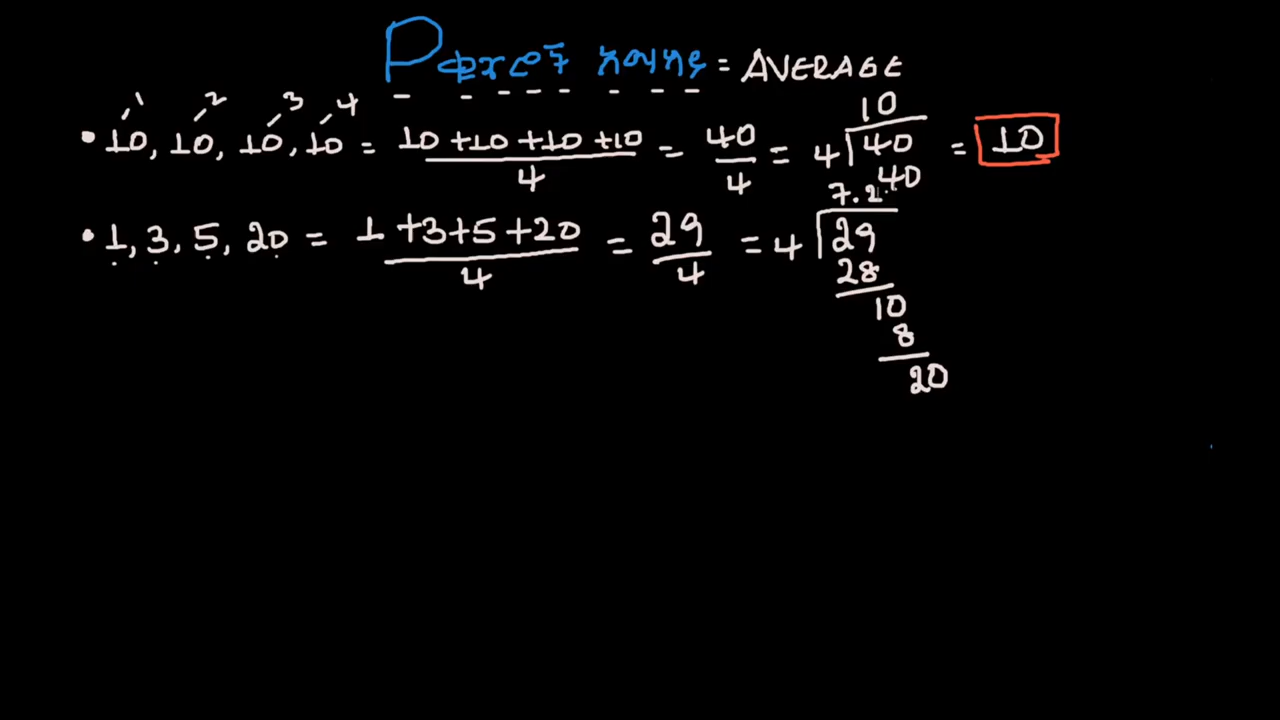 = AVERAGE
1 2 3 4
• 10, 10, 10, 10 = 10 + 10 + 10 + 10 / 4 = 40 / 4 = 4 √40 = 10
10
40
• 1, 3, 5, 20 = 1 + 3 + 5 + 20 / 4 = 29 / 4 = 4 √29
7.2
28
10
8
20